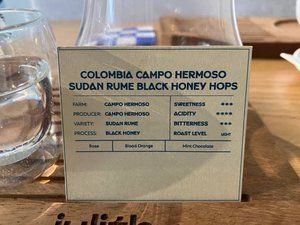 COLOMBIA CAMPO HERMOSO
SUDAN RUME BLACK HONEY HOPS
FARM: CAMPO HERMOSO SWEETNESS ***
PRODUCER: CAMPO HERMOSO ACIDITY ****
VARIETY: SUDAN RUME BITTERNESS ***
PROCESS: BLACK HONEY ROAST LEVEL LIGHT
Rose Blood Orange Mint Chocolate